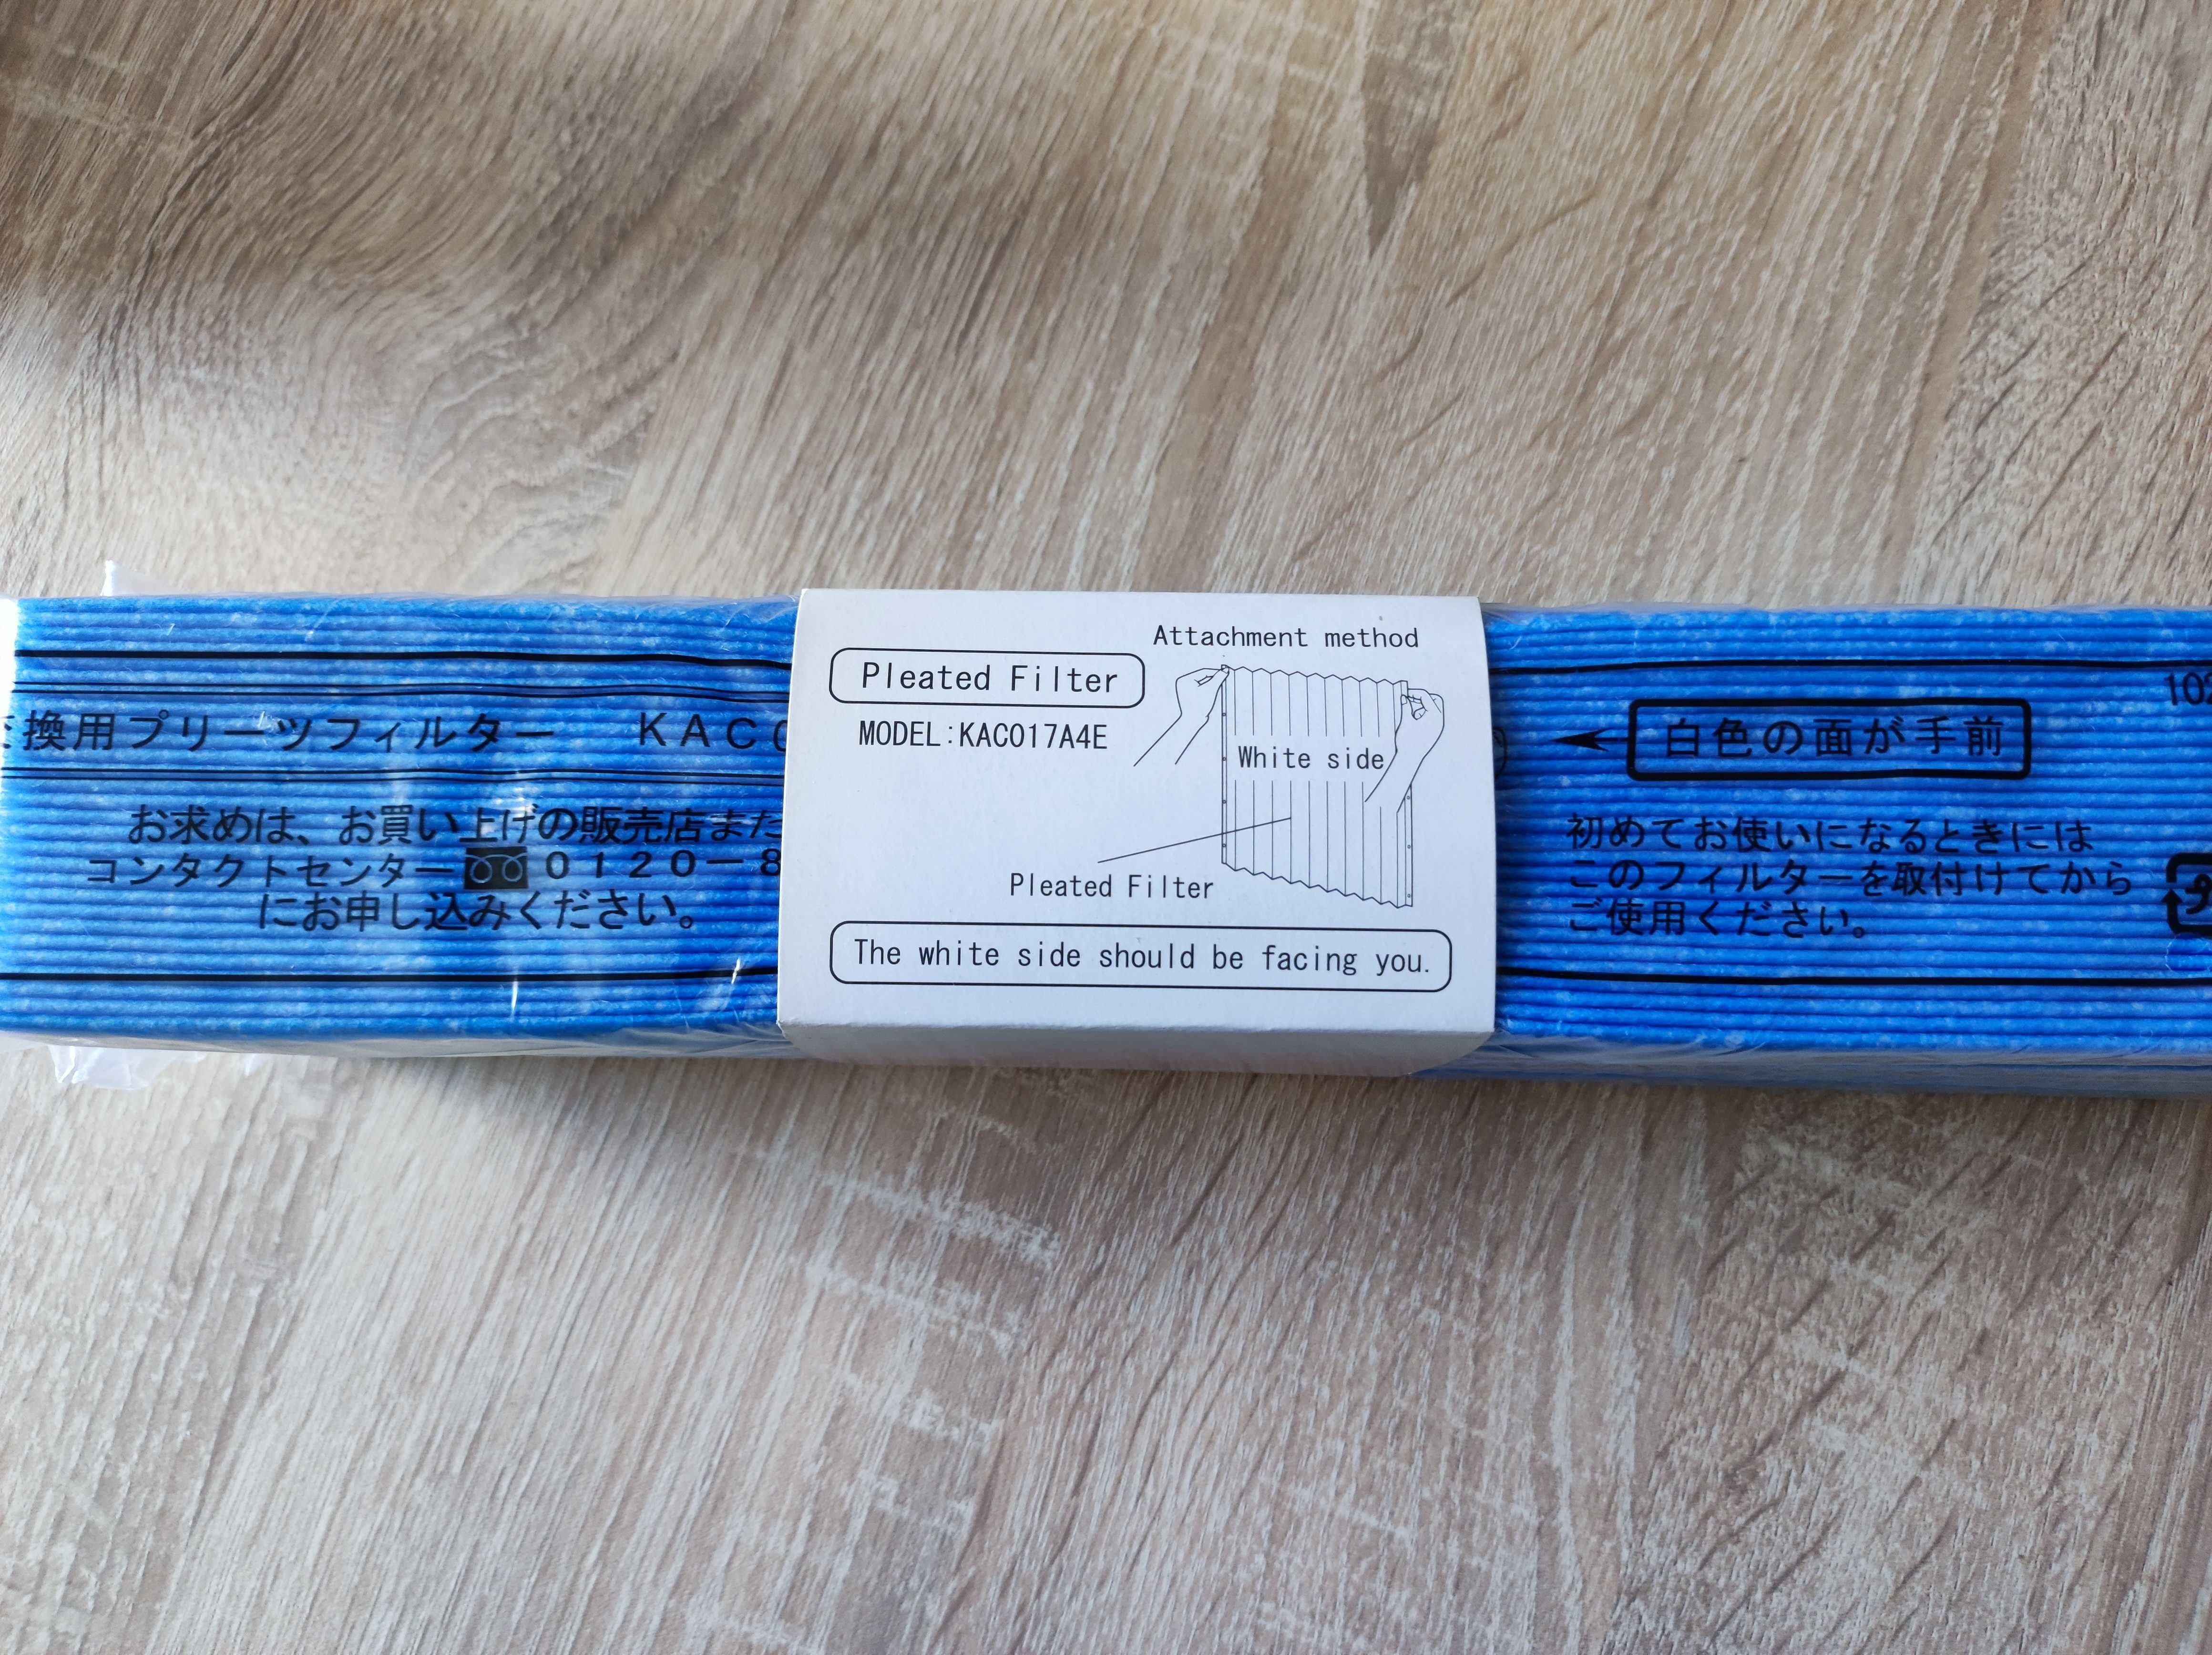 換用プリーツフィルター KAC
お求めは、お買い上げの販売店また
コンタクトセンター 0120-8
にお申し込みください。
Attachment method
Pleated Filter
MODEL:KAC017A4E
White side
Pleated Filter
The white side should be facing you.
白色の面が手前
初めてお使いになるときには
このフィルターを取付けてから
ご使用ください。